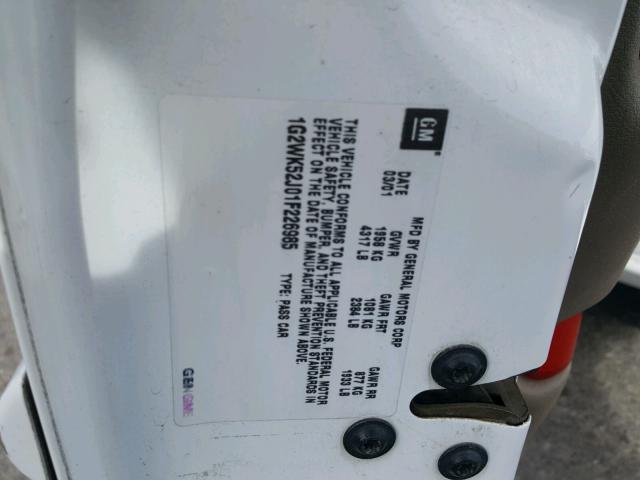 GM
MFD BY GENERAL MOTORS CORP
DATE GVWR GAWR FRT GAWR RR
03/01 1958 KG 1081 KG 877 KG
4317 LB 2384 LB 1933 LB
THIS VEHICLE CONFORMS TO ALL APPLICABLE U.S. FEDERAL MOTOR
VEHICLE SAFETY, BUMPER, AND THEFT PREVENTION STANDARDS IN
EFFECT ON THE DATE OF MANUFACTURE SHOWN ABOVE.
1G2WK52J01F226985 TYPE: PASS CAR